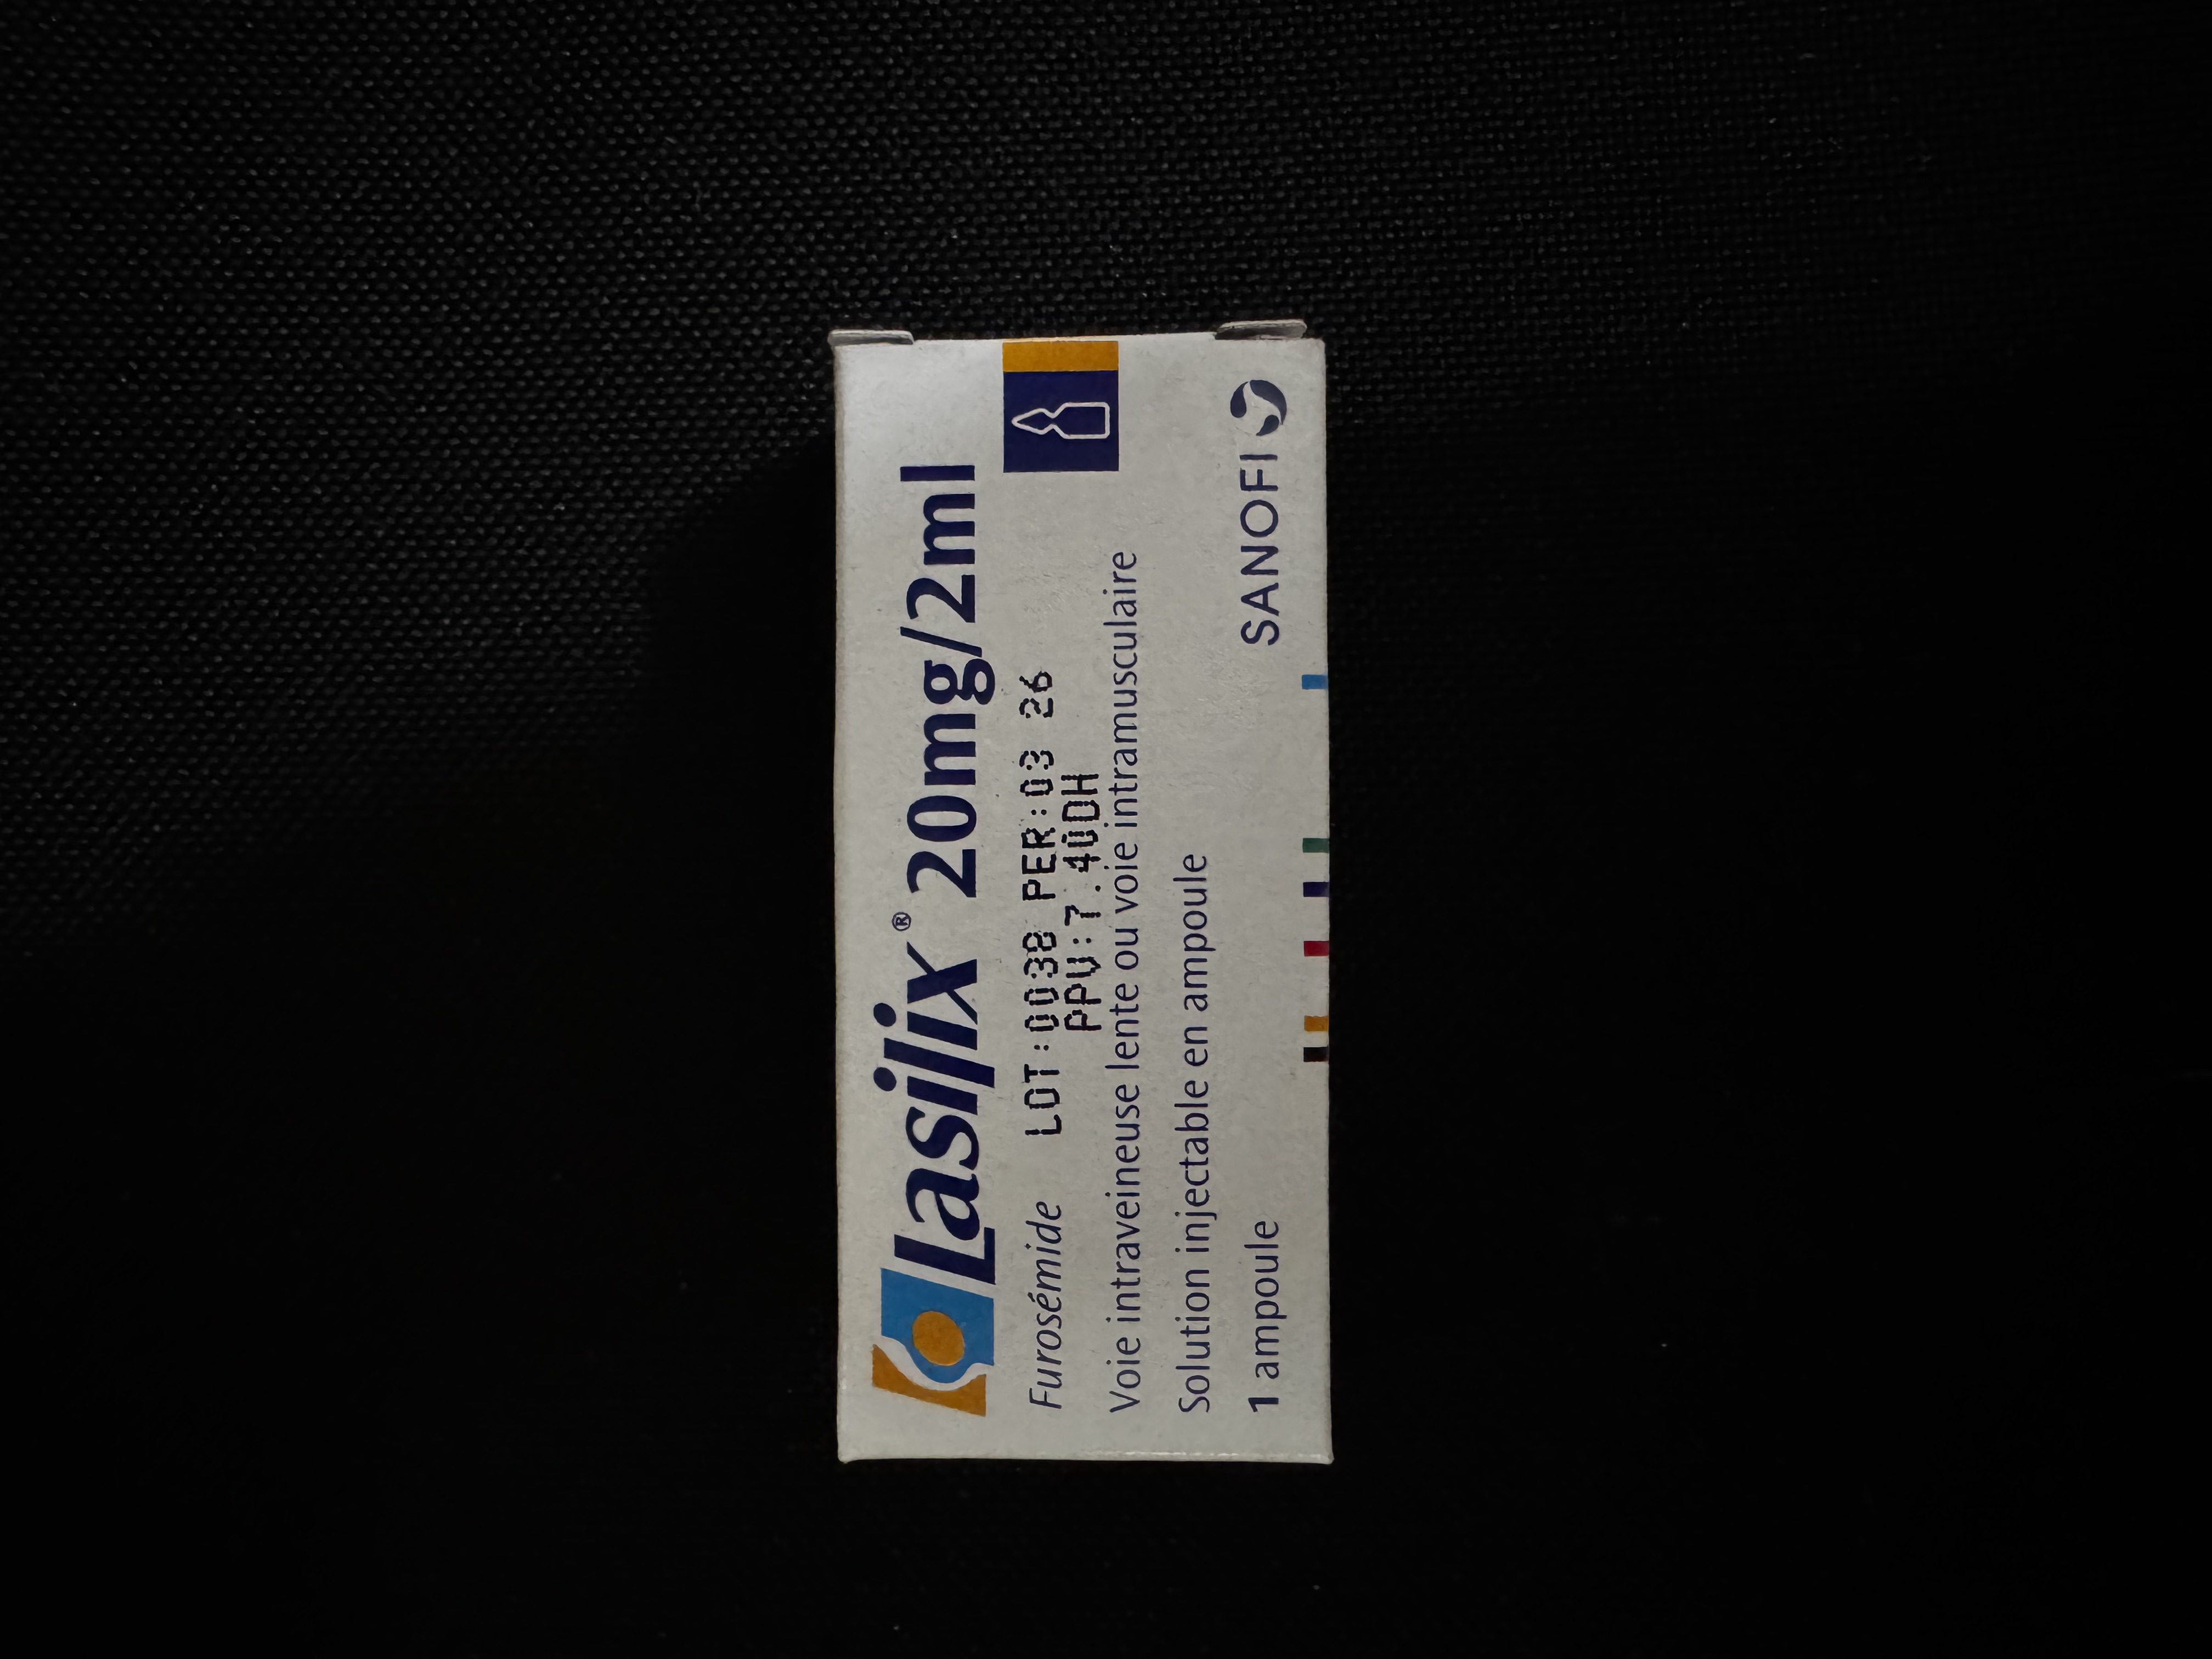 Lasilix® 20mg/2ml
Furosémide LOT:0038 PER:03 26
PPV:7.40DH
Voie intraveineuse lente ou voie intramusculaire
Solution injectable en ampoule
1 ampoule SANOFI